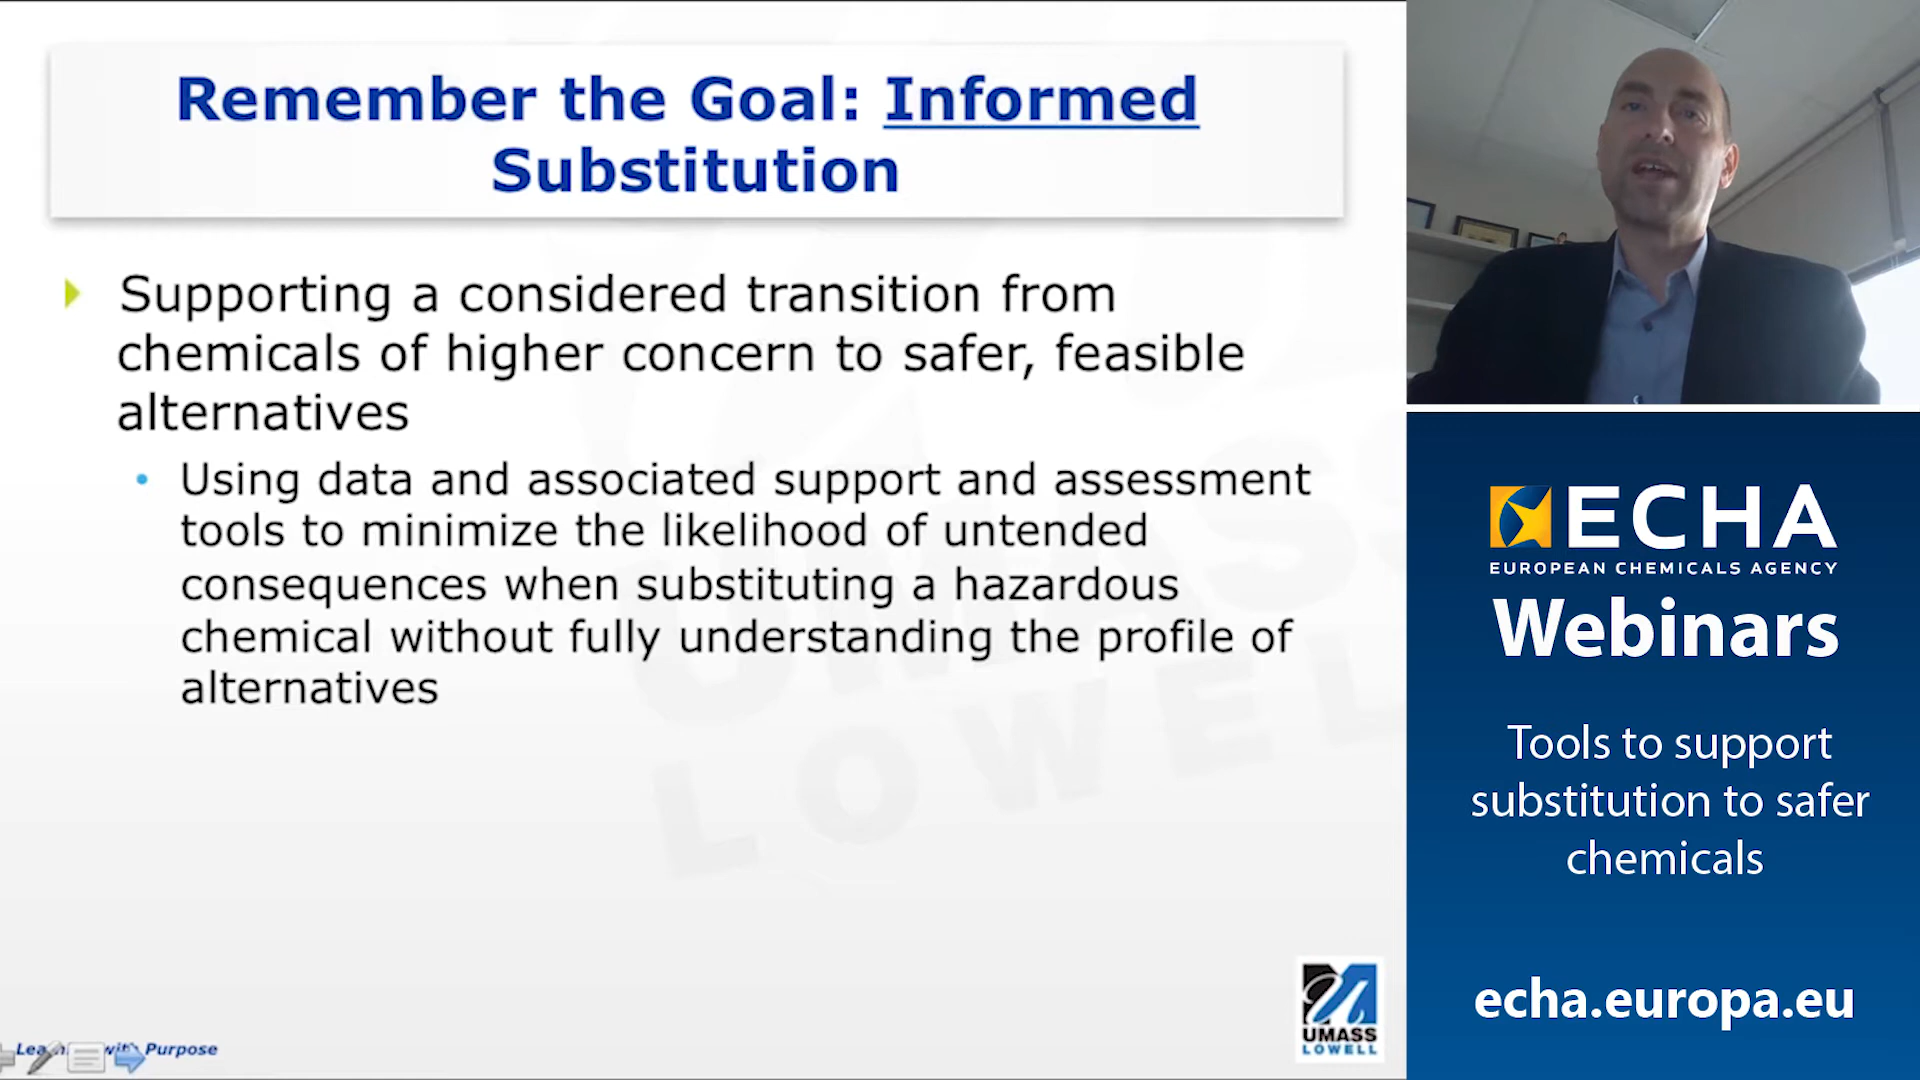 Remember the Goal: Informed
Substitution
Supporting a considered transition from
chemicals of higher concern to safer, feasible
alternatives
Using data and associated support and assessment
tools to minimize the likelihood of untended
consequences when substituting a hazardous
chemical without fully understanding the profile of
alternatives
UMASS
LOWELL
with Purpose
UMASS
LOWELL
ECHA
EUROPEAN CHEMICALS AGENCY
Webinars
Tools to support
substitution to safer
chemicals
echa.europa.eu